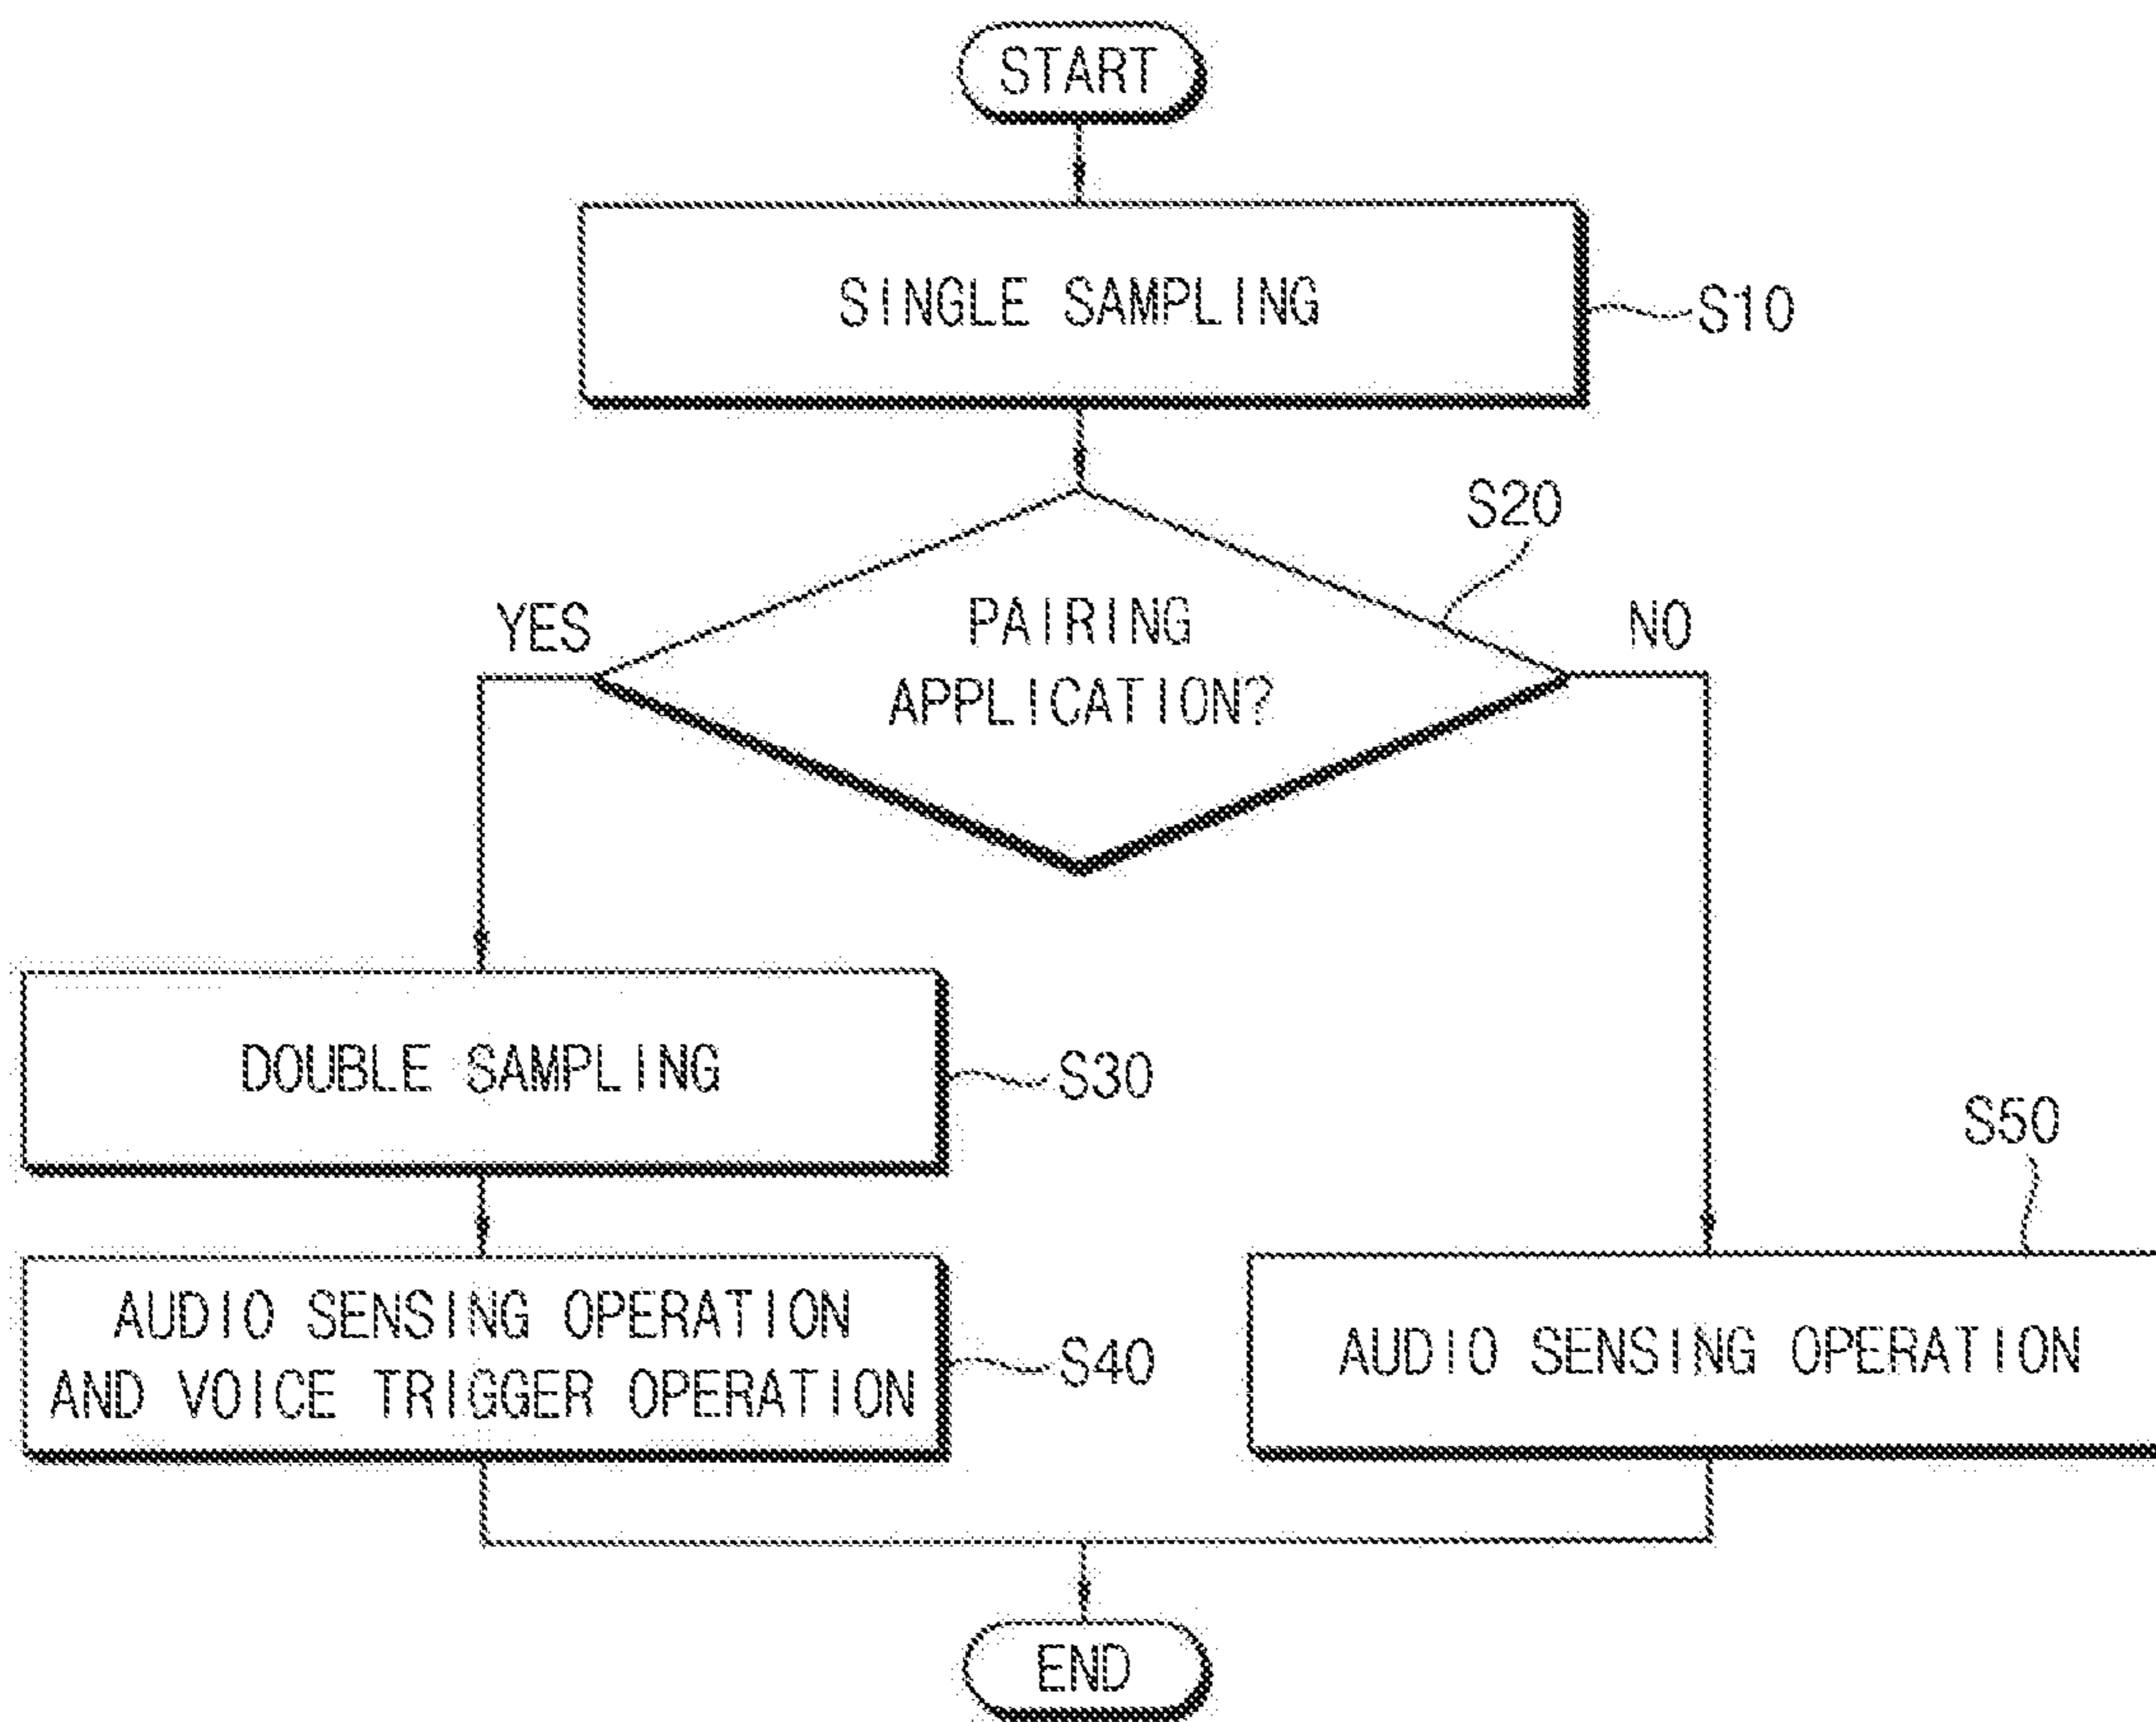 START
SINGLE SAMPLING
S10
S20
YES
PAIRING
APPLICATION?
NO
DOUBLE SAMPLING
S30
S50
AUDIO SENSING OPERATION
AND VOICE TRIGGER OPERATION
S40
AUDIO SENSING OPERATION
END